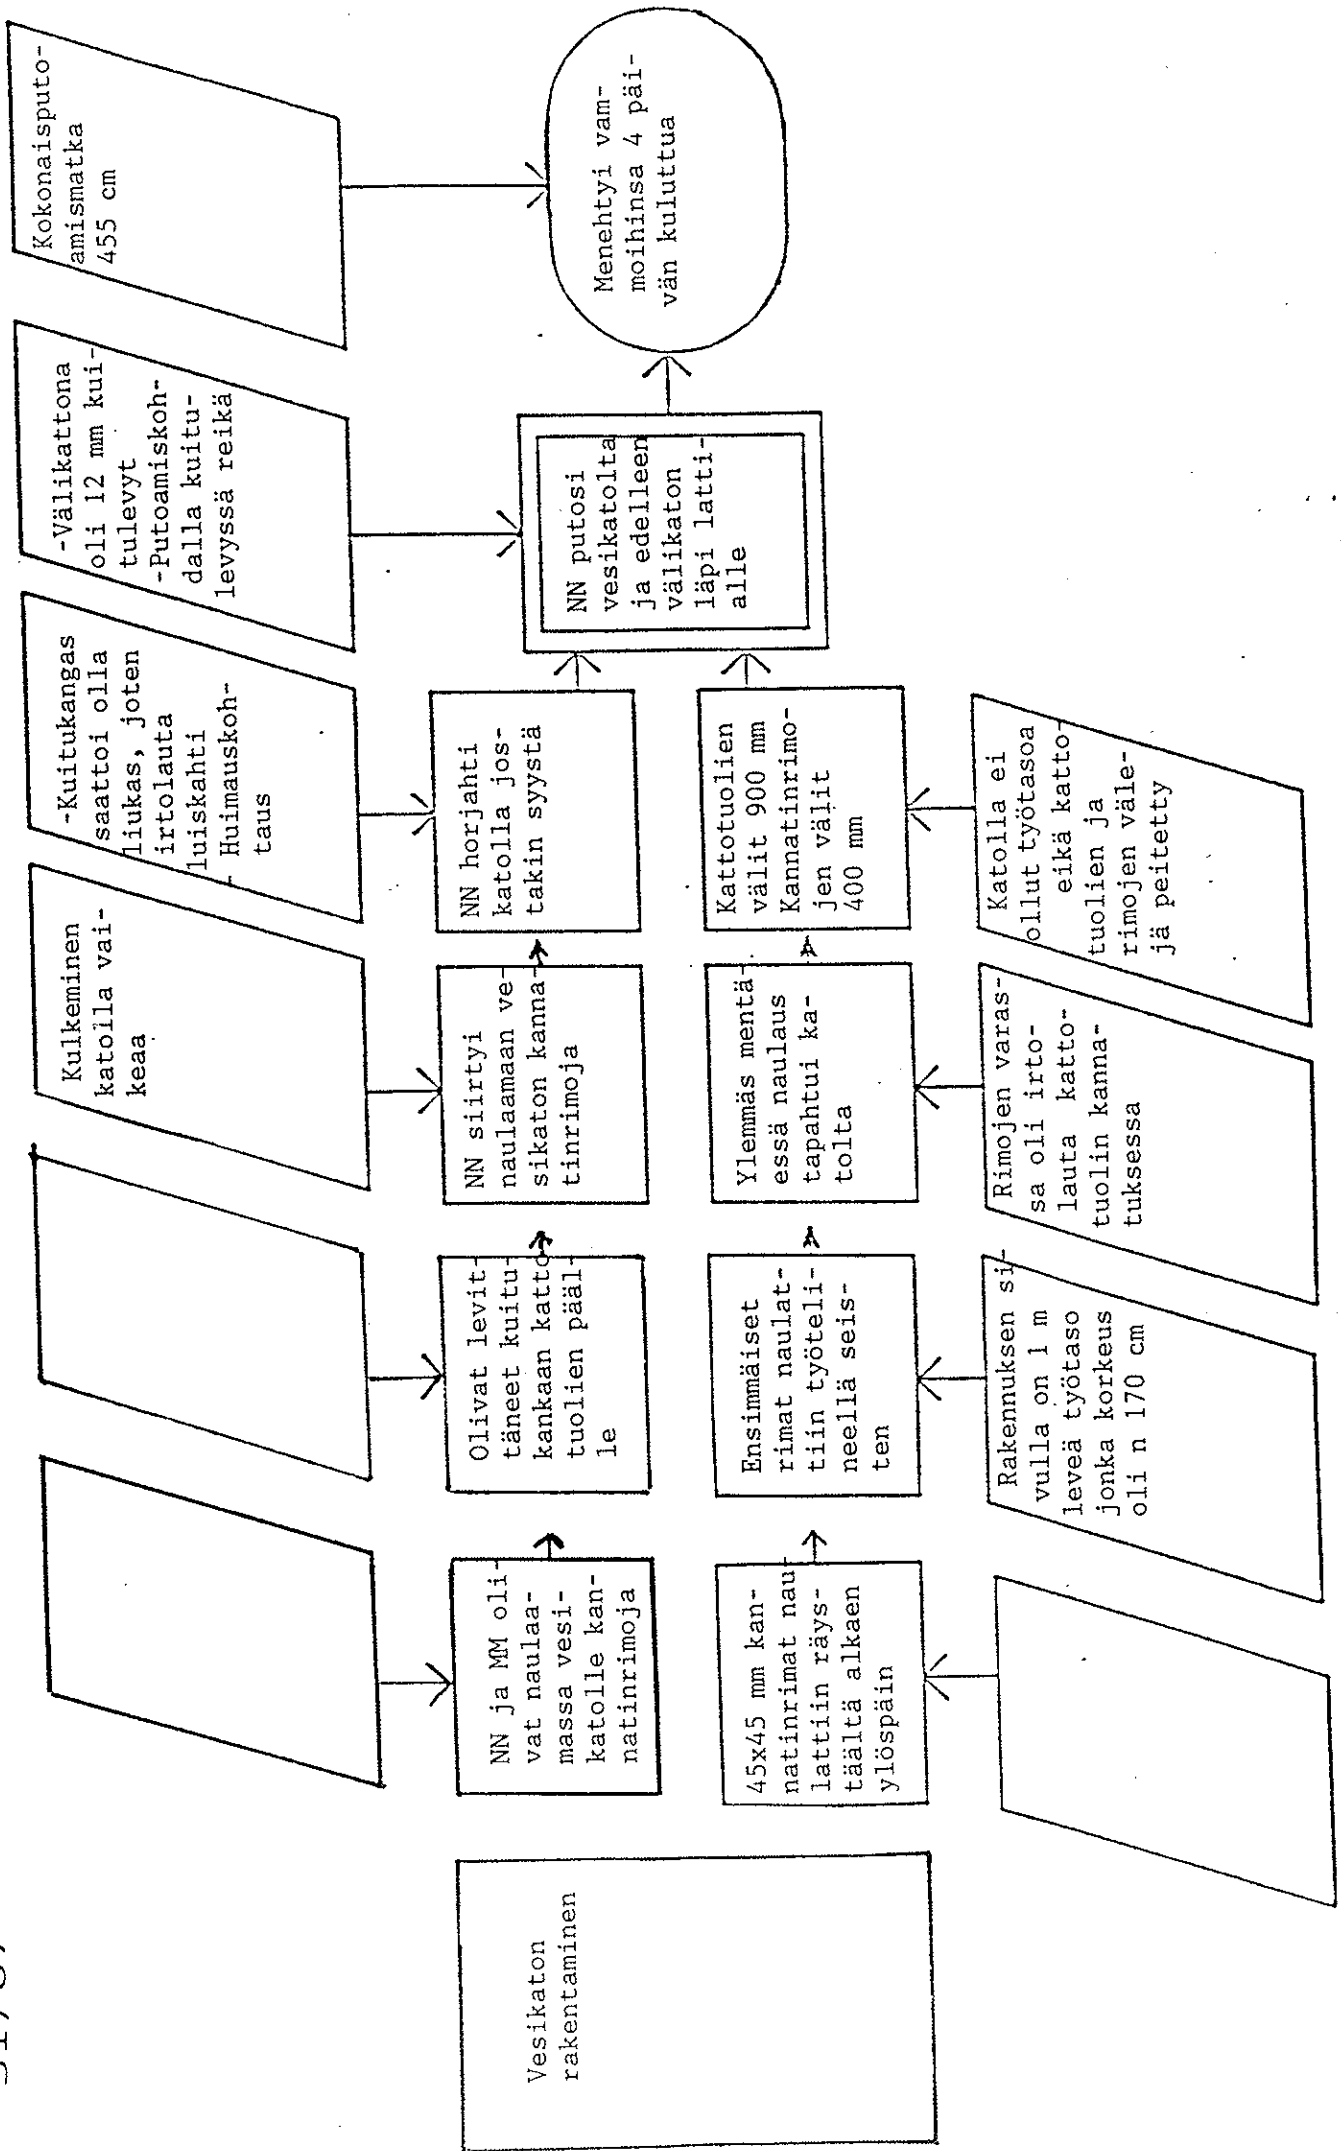 Kulkeminen
katolla vai-
keaa
-Kuitukangas
saattoi olla
liukas, joten
irtolauta
luiskahti
- Huimauskoh-
taus
-Välikattona
oli 12 mm kui-
tulevyt
-Putoamiskoh-
dalla kuitu-
levyssä reikä
Kokonaisputo-
amismatka
455 cm
Vesikaton
rakentaminen
NN ja MM oli-
vat naulaa-
massa vesi-
katolle kan-
natinrimoja
Olivat levit-
täneet kuitu-
kankaan katto
tuolien pääl-
le
NN siirtyi
naulaamaan ve-
sikaton kanna-
tinrimoja
NN horjahti
katolla jos-
takin syystä
NN putosi
vesikatolta
ja edelleen
välikaton
läpi latti-
alle
Menehtyi vam-
moihinsa 4 päi-
vän kuluttua
45x45 mm kan-
natinrimat nau-
lattiin räys-
täältä alkaen
ylöspäin
Ensimmäiset
rimat naulat-
tiin työteli-
neellä seis-
ten
Ylemmäs mentä-
essä naulaus
tapahtui ka-
tolta
Kattotuolien
välit 900 mm
Kannatinrimo-
jen välit
400 mm
Rakennuksen si-
vulla on 1 m
leveä työtaso
jonka korkeus
oli n 170 cm
Rimojen varas-
sa oli irto-
lauta katto-
tuolin kanna-
tuksessa
Katolla ei
ollut työtasoa
eikä katto-
tuolien ja
rimojen väle-
jä peitetty